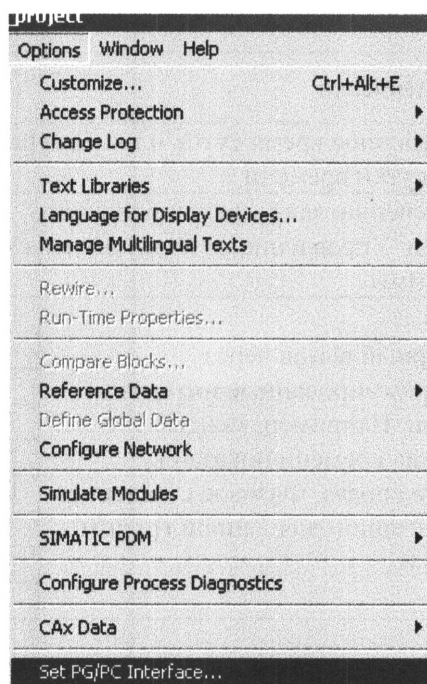 project
Options Window Help
Customize... Ctrl+Alt+E
Access Protection
Change Log
Text Libraries
Language for Display Devices...
Manage Multilingual Texts
Rewire...
Run-Time Properties...
Compare Blocks...
Reference Data
Define Global Data
Configure Network
Simulate Modules
SIMATIC PDM
Configure Process Diagnostics
CAx Data
Set PG/PC Interface...